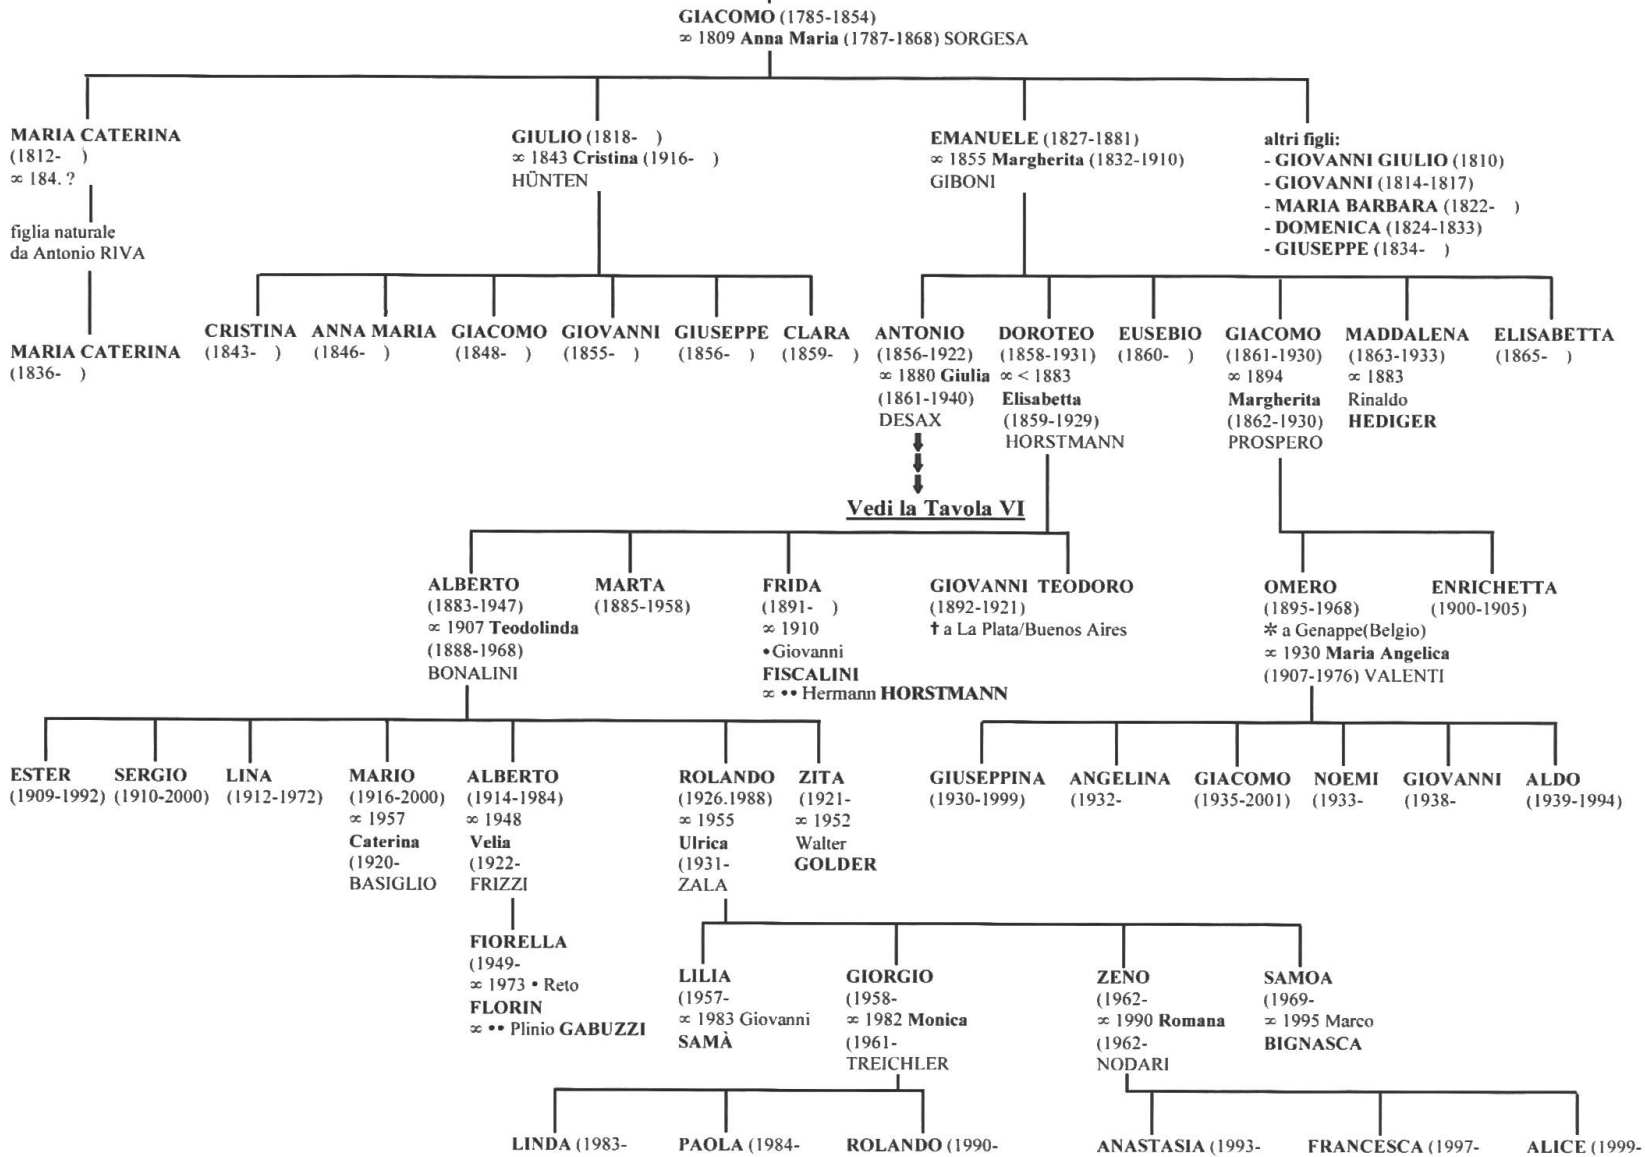 GIACOMO (1785-1854)
∞ 1809 Anna Maria (1787-1868) SORGESA
MARIA CATERINA
(1812-   )
∞ 184. ?
figlia naturale
da Antonio RIVA
MARIA CATERINA
(1836-   )
GIULIO (1818-   )
∞ 1843 Cristina (1916-   )
HÜNTEN
EMANUELE (1827-1881)
∞ 1855 Margherita (1832-1910)
GIBONI
altri figli:
- GIOVANNI GIULIO (1810)
- GIOVANNI (1814-1817)
- MARIA BARBARA (1822-   )
- DOMENICA (1824-1833)
- GIUSEPPE (1834-   )
CRISTINA
(1843-   )
ANNA MARIA
(1846-   )
GIACOMO
(1848-   )
GIOVANNI
(1855-   )
GIUSEPPE
(1856-   )
CLARA
(1859-   )
ANTONIO
(1856-1922)
∞ 1880 Giulia
(1861-1940)
DESAX
Vedi la Tavola VI
DOROTEO
(1858-1931)
∞ < 1883
Elisabetta
(1859-1929)
HORSTMANN
EUSEBIO
(1860-   )
GIACOMO
(1861-1930)
∞ 1894
Margherita
(1862-1930)
PROSPERO
MADDALENA
(1863-1933)
∞ 1883
Rinaldo
HEDIGER
ELISABETTA
(1865-   )
ALBERTO
(1883-1947)
∞ 1907 Teodolinda
(1888-1968)
BONALINI
MARTA
(1885-1958)
FRIDA
(1891-   )
∞ 1910
•Giovanni
FISCALINI
∞ •• Hermann HORSTMANN
GIOVANNI TEODORO
(1892-1921)
† a La Plata/Buenos Aires
OMERO
(1895-1968)
* a Genappe(Belgio)
∞ 1930 Maria Angelica
(1907-1976) VALENTI
ENRICHETTA
(1900-1905)
ESTER
(1909-1992)
SERGIO
(1910-2000)
LINA
(1912-1972)
MARIO
(1916-2000)
∞ 1957
Caterina
(1920-
BASIGLIO
ALBERTO
(1914-1984)
∞ 1948
Velia
(1922-
FRIZZI
ROLANDO
(1926.1988)
∞ 1955
Ulrica
(1931-
ZALA
ZITA
(1921-
∞ 1952
Walter
GOLDER
GIUSEPPINA
(1930-1999)
ANGELINA
(1932-
GIACOMO
(1935-2001)
NOEMI
(1933-
GIOVANNI
(1938-
ALDO
(1939-1994)
FIORELLA
(1949-
∞ 1973 • Reto
FLORIN
∞ •• Plinio GABUZZI
LILIA
(1957-
∞ 1983 Giovanni
SAMÀ
GIORGIO
(1958-
∞ 1982 Monica
(1961-
TREICHLER
ZENO
(1962-
∞ 1990 Romana
(1962-
NODARI
SAMOA
(1969-
∞ 1995 Marco
BIGNASCA
LINDA (1983-
PAOLA (1984-
ROLANDO (1990-
ANASTASIA (1993-
FRANCESCA (1997-
ALICE (1999-